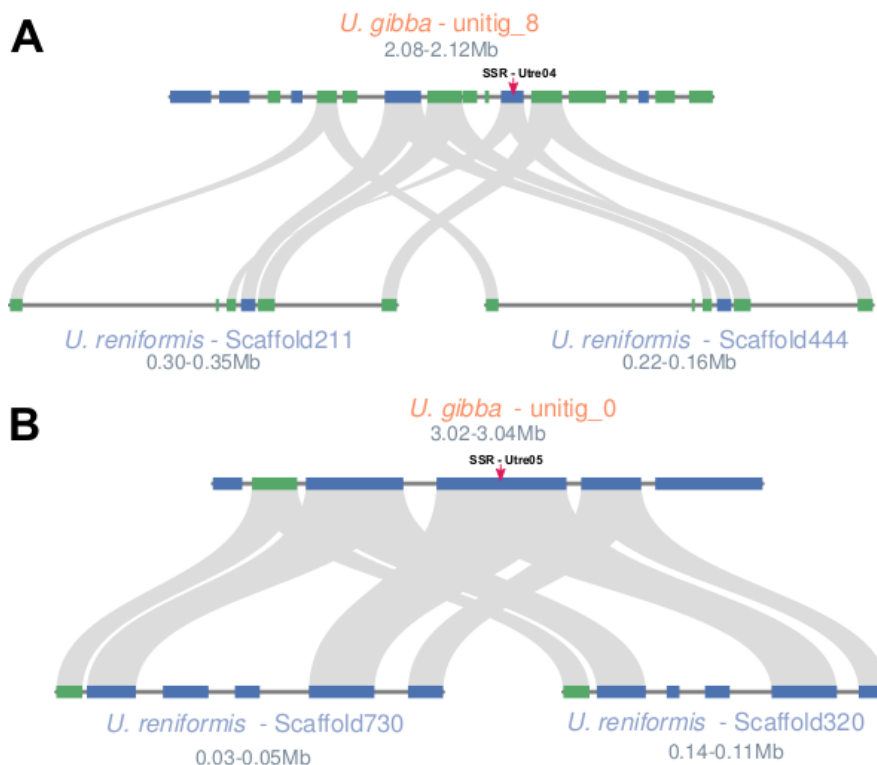 A
U. gibba - unitig_8
2.08-2.12Mb
SSR - Utre04
U. reniformis - Scaffold211
0.30-0.35Mb
U. reniformis - Scaffold444
0.22-0.16Mb
B
U. gibba - unitig_0
3.02-3.04Mb
SSR - Utre05
U. reniformis - Scaffold730
0.03-0.05Mb
U. reniformis - Scaffold320
0.14-0.11Mb